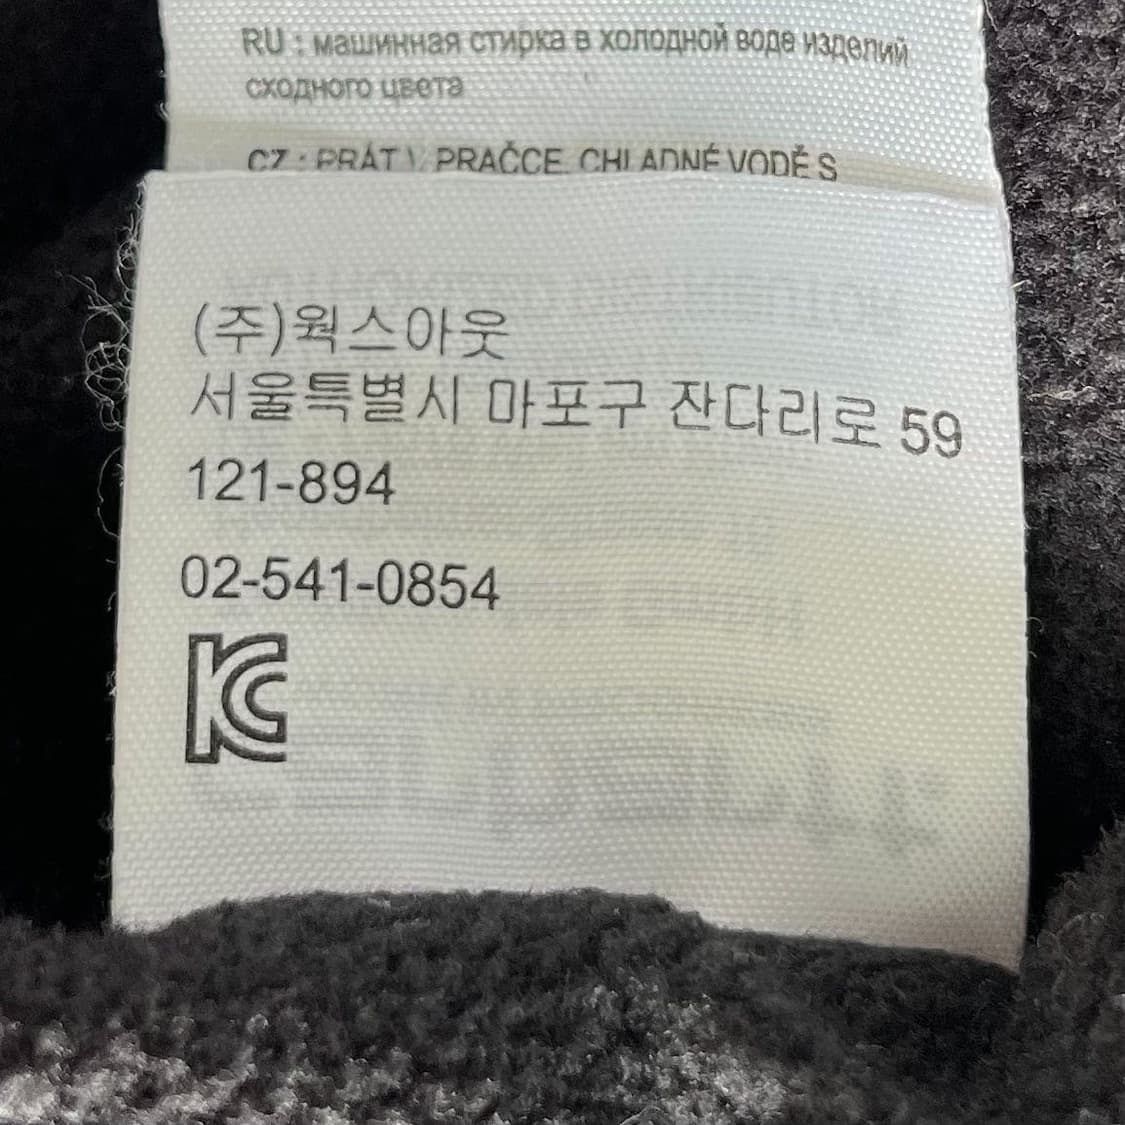 RU : машинная стирка в холодной воде изделий
сходного цвета
CZ : PRÁT V PRAČCE CHLADNÉ VODĚ S
(주)웍스아웃
서울특별시 마포구 잔다리로 59
121-894
02-541-0854
KC